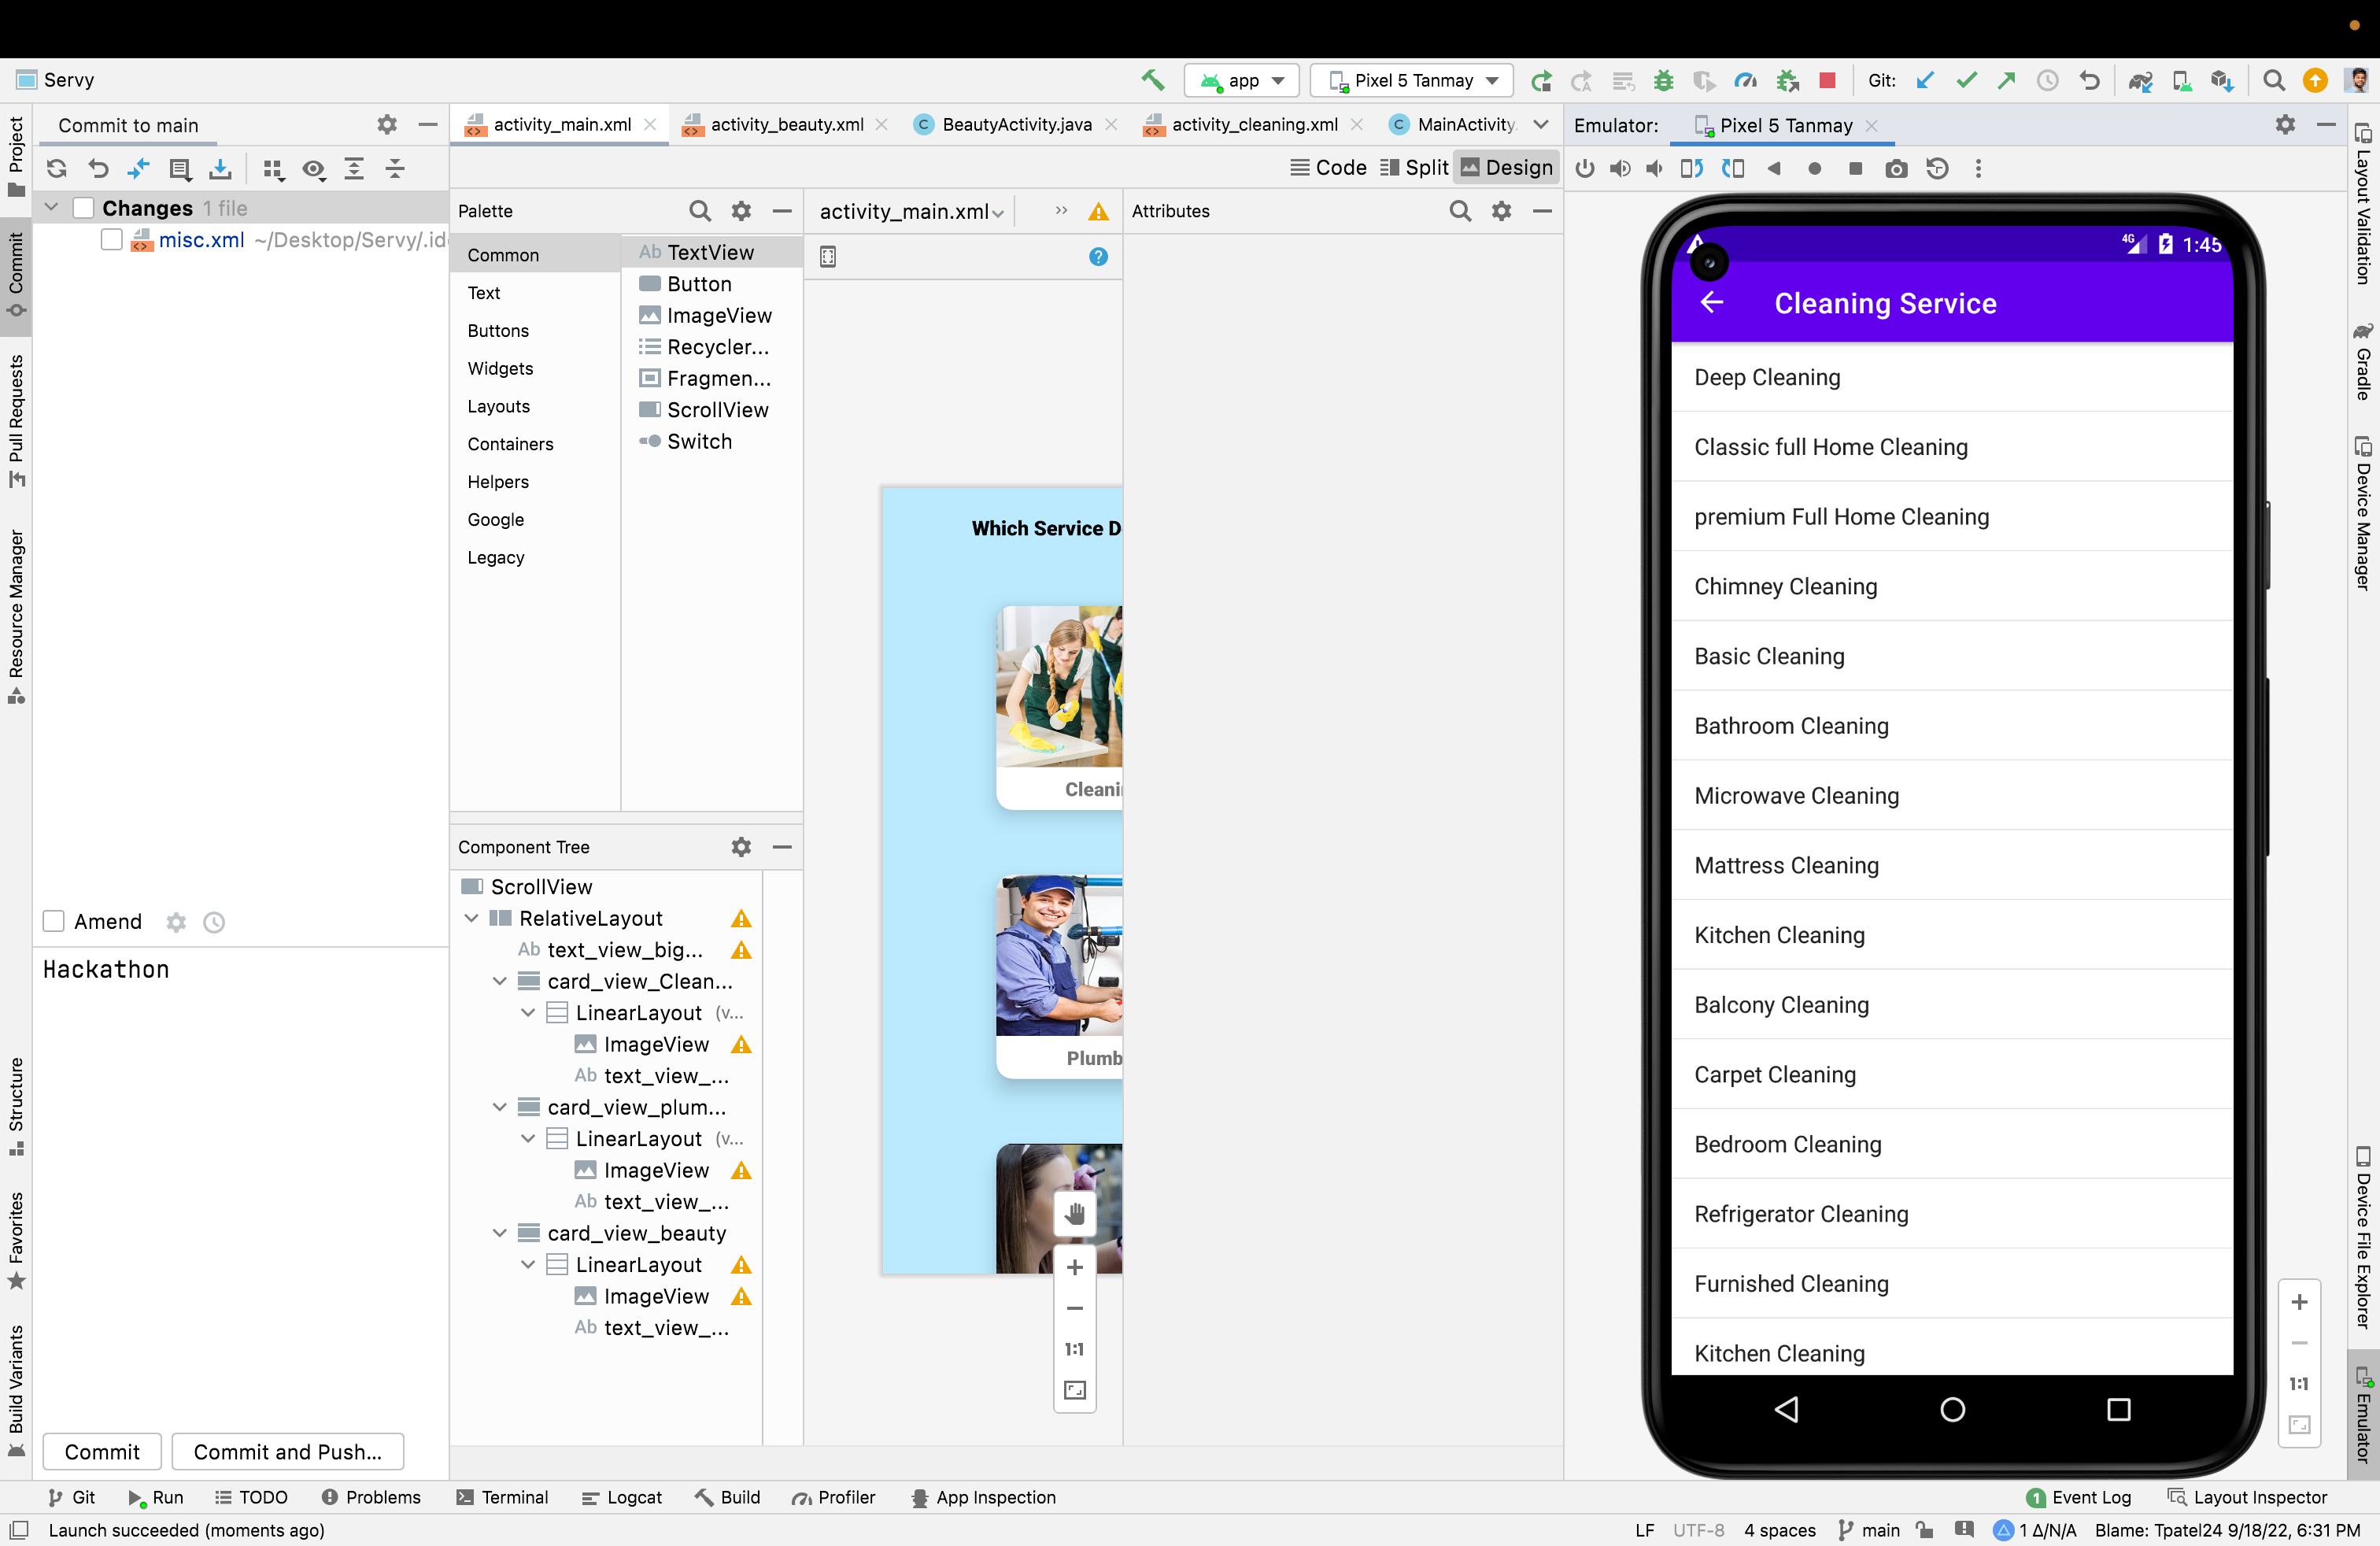 Servy
app
Pixel 5 Tanmay
Git:
Commit to main
activity_main.xml
activity_beauty.xml
BeautyActivity.java
activity_cleaning.xml
MainActivity.
Emulator:
Pixel 5 Tanmay
Code
Split
Design
Changes 1 file
misc.xml ~/Desktop/Servy/.id
Palette
activity_main.xml
Attributes
Common
Text
Buttons
Widgets
Layouts
Containers
Helpers
Google
Legacy
Ab TextView
Button
ImageView
Recycler...
Fragmen...
ScrollView
Switch
Which Service D
Cleani
Plumb
Component Tree
ScrollView
RelativeLayout
Ab text_view_big...
card_view_Clean...
LinearLayout (v...
ImageView
Ab text_view_...
card_view_plum...
LinearLayout (v...
ImageView
Ab text_view_...
card_view_beauty
LinearLayout
ImageView
Ab text_view_...
1:1
Amend
Hackathon
Commit
Commit and Push...
4G 1:45
Cleaning Service
Deep Cleaning
Classic full Home Cleaning
premium Full Home Cleaning
Chimney Cleaning
Basic Cleaning
Bathroom Cleaning
Microwave Cleaning
Mattress Cleaning
Kitchen Cleaning
Balcony Cleaning
Carpet Cleaning
Bedroom Cleaning
Refrigerator Cleaning
Furnished Cleaning
Kitchen Cleaning
1:1
Project
Commit
Pull Requests
Resource Manager
Structure
Favorites
Build Variants
Layout Validation
Gradle
Device Manager
Device File Explorer
Emulator
Git
Run
TODO
Problems
Terminal
Logcat
Build
Profiler
App Inspection
1 Event Log
Layout Inspector
Launch succeeded (moments ago)
LF UTF-8 4 spaces main 1 Δ/N/A Blame: Tpatel24 9/18/22, 6:31 PM